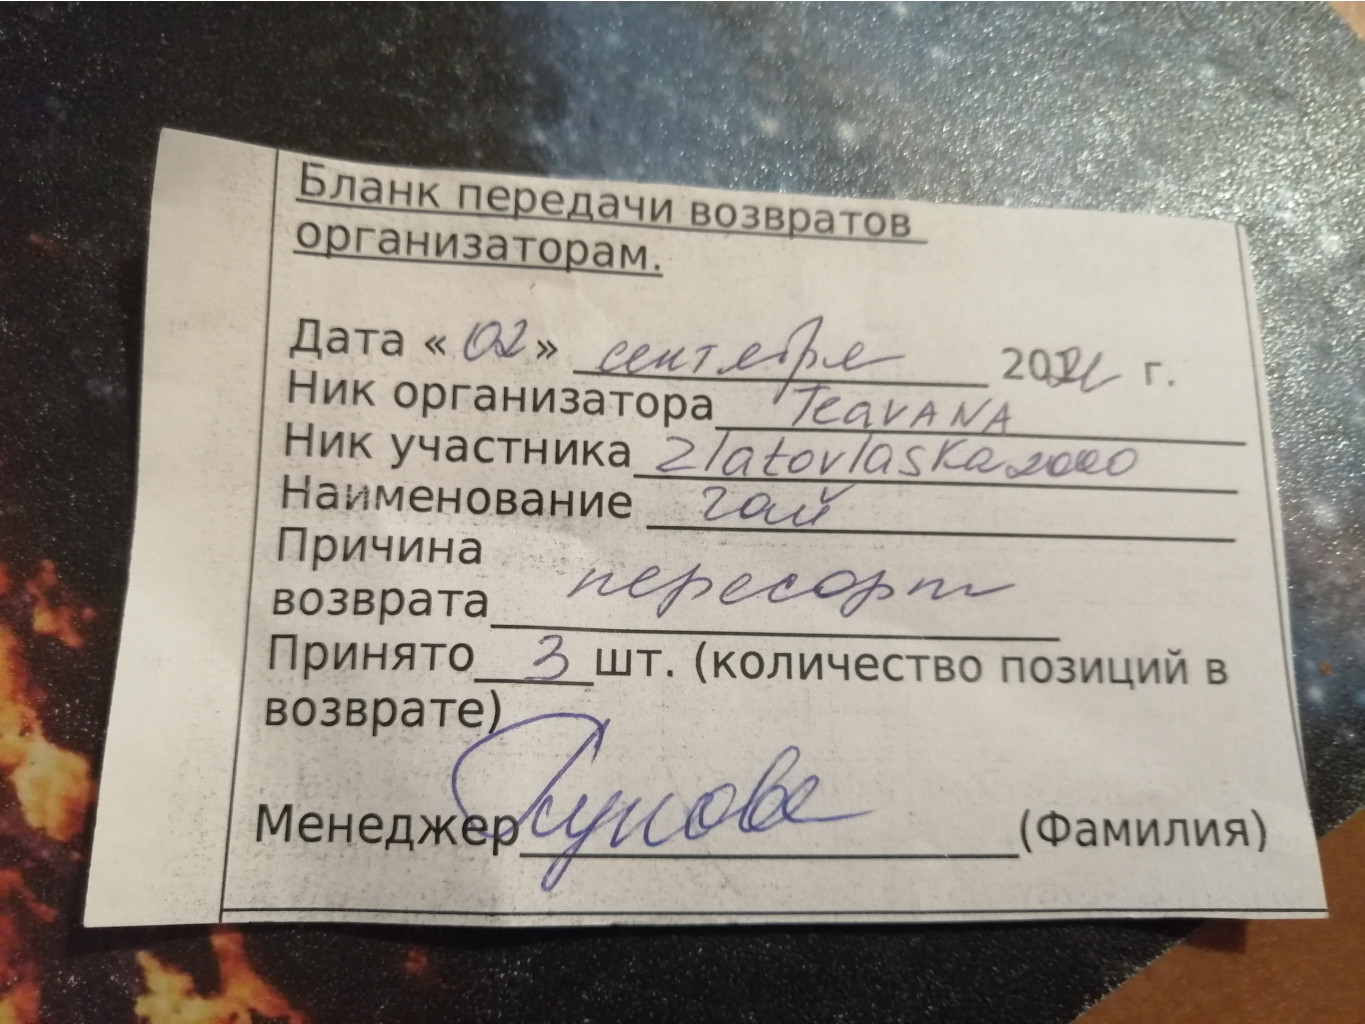 Бланк передачи возвратов
организаторам.
Дата « 02 » сентября 2021 г.
Ник организатора TeavANA
Ник участника zlatovlaska2000
Наименование чай
Причина
возврата пересорт
Принято 3 шт. (количество позиций в
возврате)
Менеджер (Фамилия)